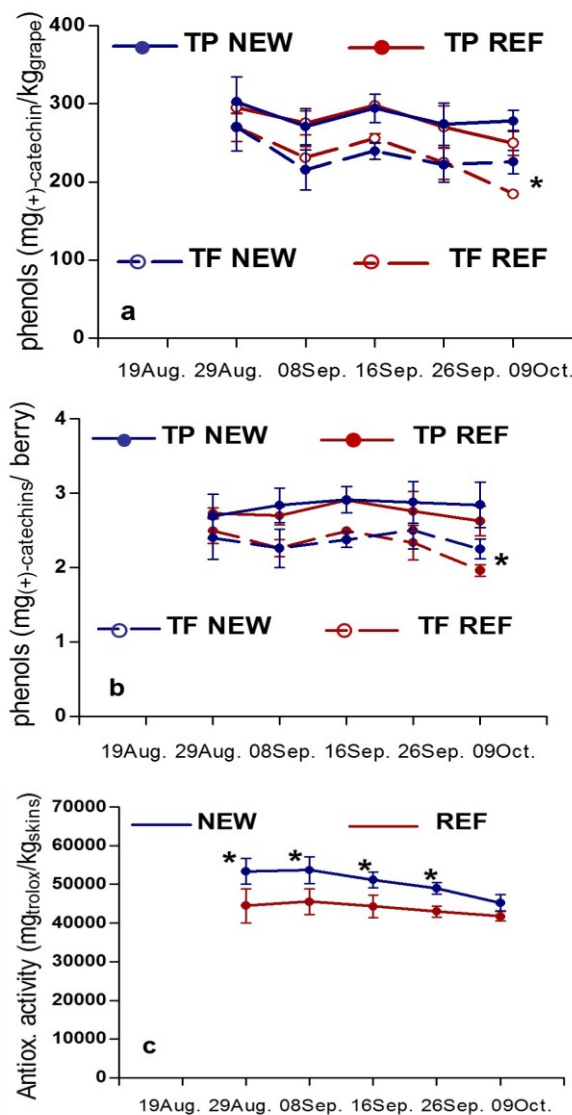 a
TP NEW TP REF
400
300
200
100
0
*
TF NEW TF REF
phenols (mg(+)-catechin/kggrape)
19Aug. 29Aug. 08Sep. 16Sep. 26Sep. 09Oct.
b
TP NEW TP REF
4
3
2
1
0
*
TF NEW TF REF
phenols (mg(+)-catechins/ berry)
19Aug. 29Aug. 08Sep. 16Sep. 26Sep. 09Oct.
c
NEW REF
70000
60000
50000
40000
30000
20000
10000
0
* * * *
Antiox. activity (mgtrolox/kgskins)
19Aug. 29Aug. 08Sep. 16Sep. 26Sep. 09Oct.